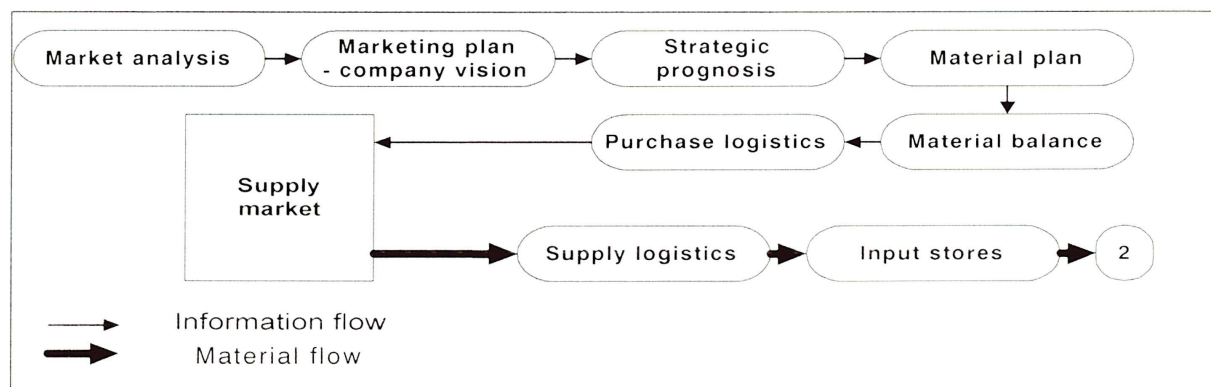 Market analysis
Marketing plan
- company vision
Strategic
prognosis
Material plan
Purchase logistics
Material balance
Supply
market
Supply logistics
Input stores
2
Information flow
Material flow